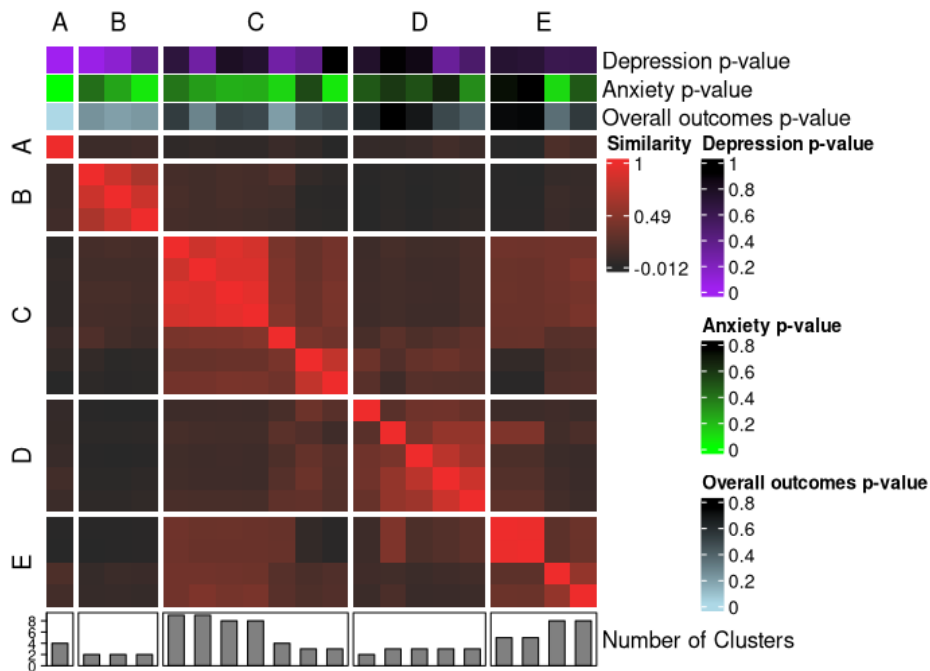 A B C D E
Depression p-value
Anxiety p-value
Overall outcomes p-value
A
B
C
D
E
Similarity
1
0.49
-0.012
Depression p-value
1
0.8
0.6
0.4
0.2
0
Anxiety p-value
0.8
0.6
0.4
0.2
0
Overall outcomes p-value
0.8
0.6
0.4
0.2
0
8
6
4
2
0
Number of Clusters